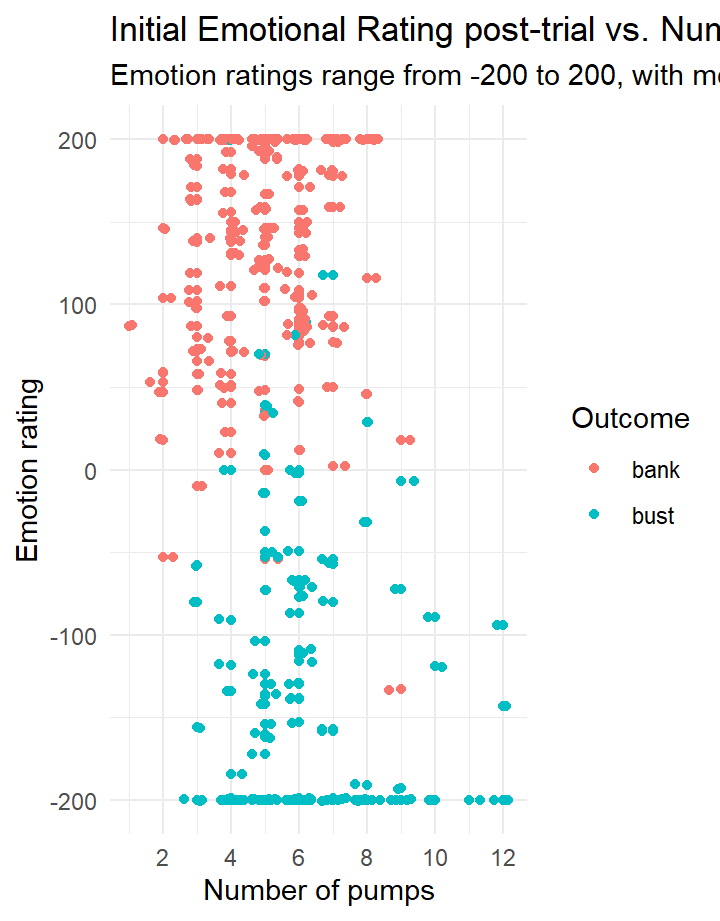 Initial Emotional Rating post-trial vs. Num
Emotion ratings range from -200 to 200, with mo
200
100
0
-100
-200
Emotion rating
2 4 6 8 10 12
Number of pumps
Outcome
bank
bust